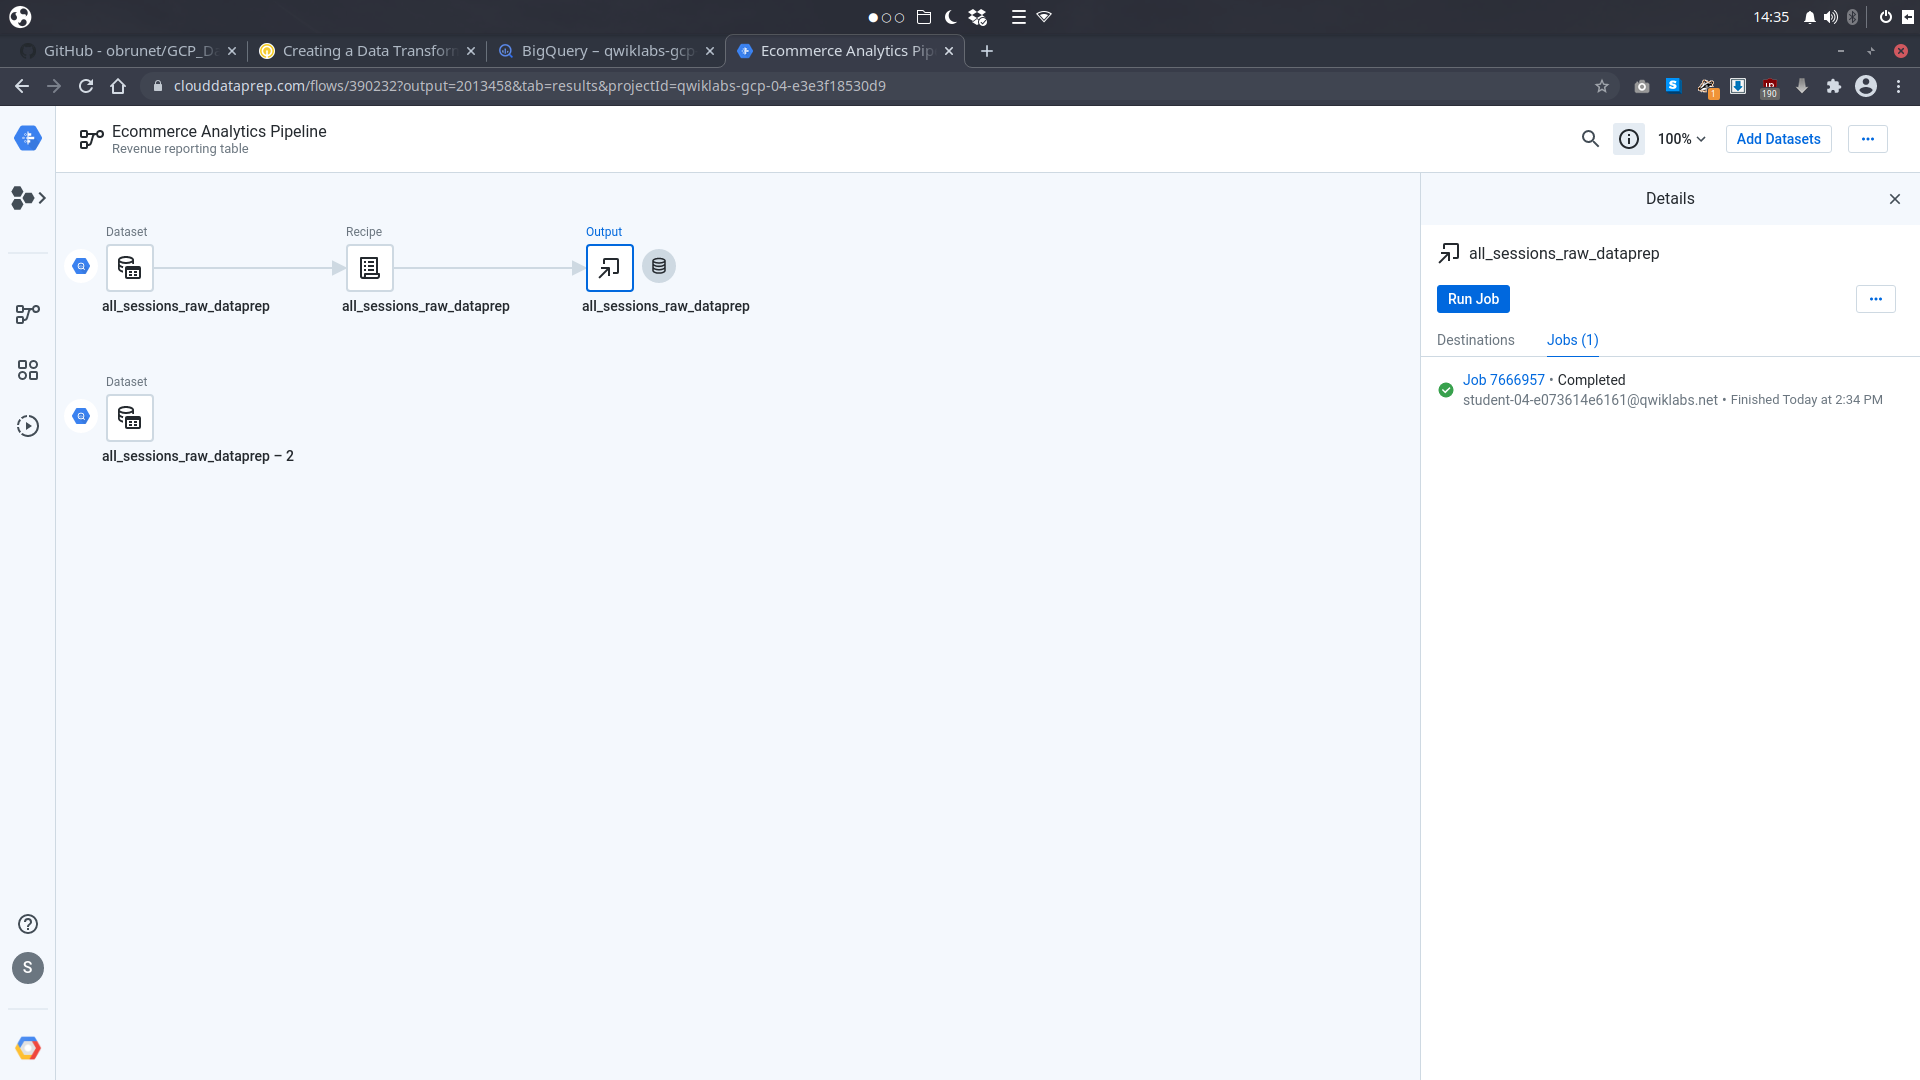 14:35
GitHub - obrunet/GCP_Da
Creating a Data Transforn
BigQuery – qwiklabs-gcp
Ecommerce Analytics Pip
clouddataprep.com/flows/390232?output=2013458&tab=results&projectId=qwiklabs-gcp-04-e3e3f18530d9
S
1
190
Ecommerce Analytics Pipeline
Revenue reporting table
100%
Add Datasets
Details
Dataset
Recipe
Output
all_sessions_raw_dataprep
all_sessions_raw_dataprep
all_sessions_raw_dataprep
Dataset
all_sessions_raw_dataprep – 2
all_sessions_raw_dataprep
Run Job
Destinations
Jobs (1)
Job 7666957 • Completed
student-04-e073614e6161@qwiklabs.net • Finished Today at 2:34 PM
S